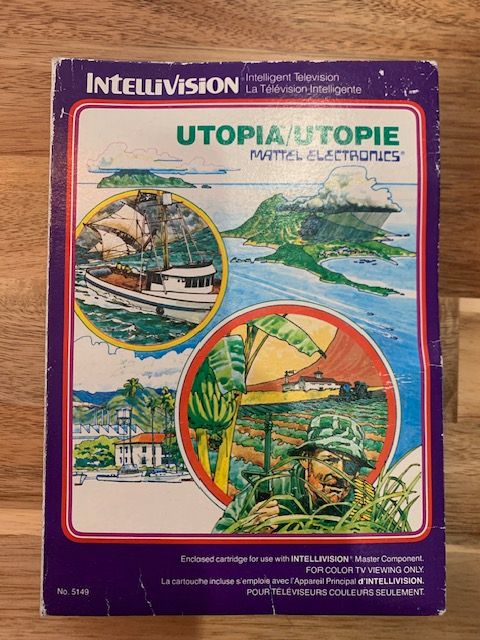 INTELLIVISION
Intelligent Television
La Télévision Intelligente
UTOPIA/UTOPIE
MATTEL ELECTRONICS®
Enclosed cartridge for use with INTELLIVISION® Master Component.
FOR COLOR TV VIEWING ONLY.
La cartouche incluse s'emploie avec l'Appareil Principal d'INTELLIVISION.
No. 5149
POUR TÉLÉVISEURS COULEURS SEULEMENT.